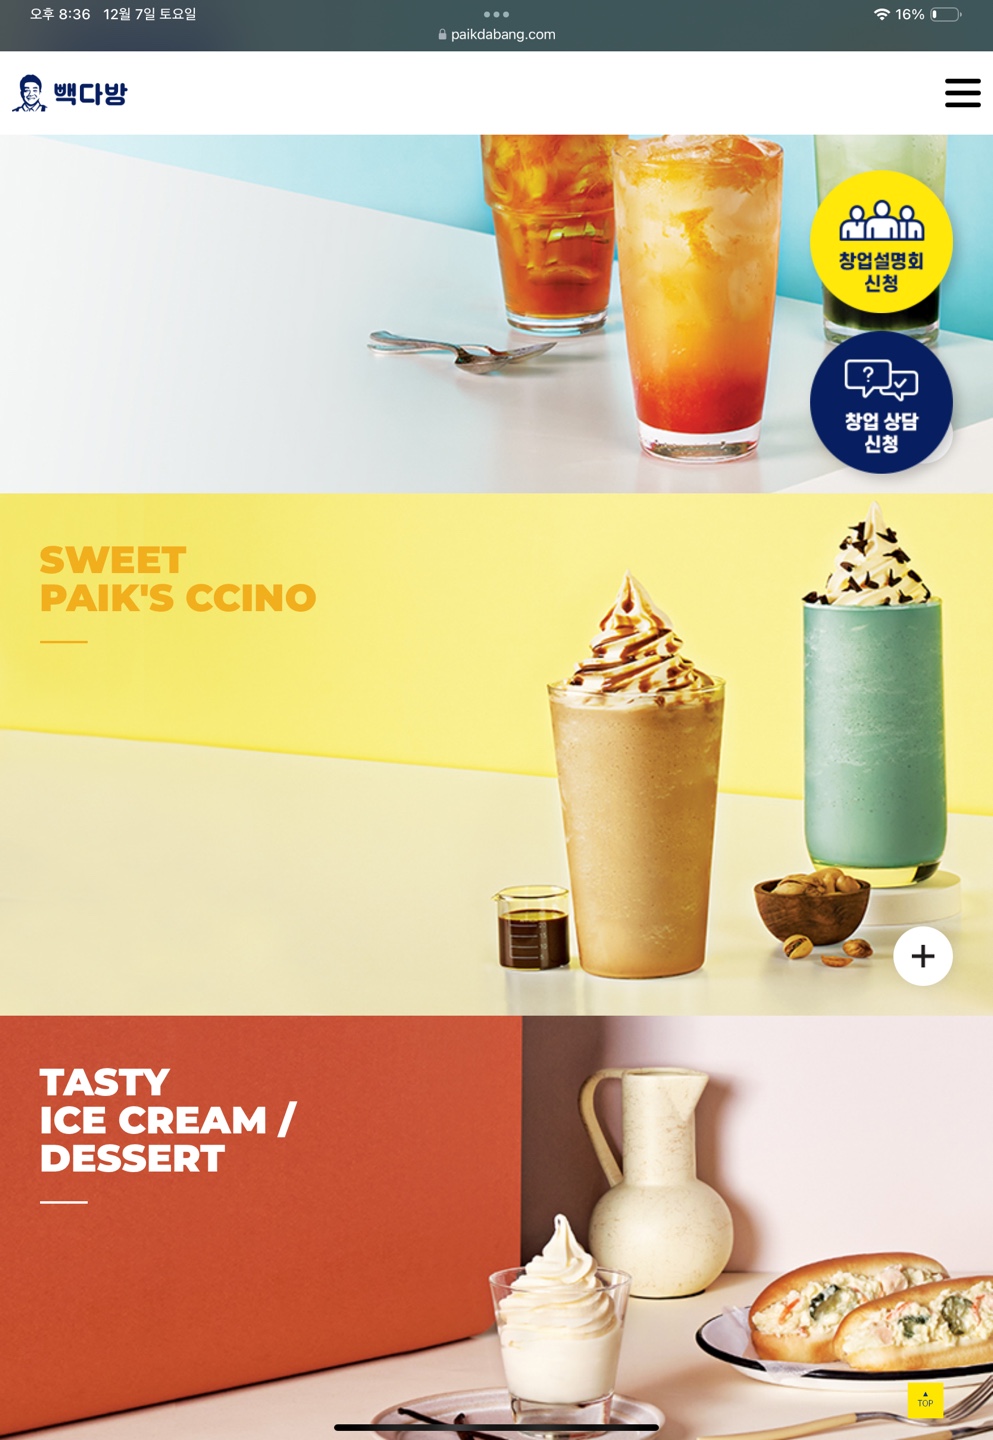 오후 8:36 12월 7일 토요일
16%
paikdabang.com
빽다방
창업설명회
신청
?
창업 상담
신청
SWEET
PAIK'S CCINO
+
TASTY
ICE CREAM /
DESSERT
TOP